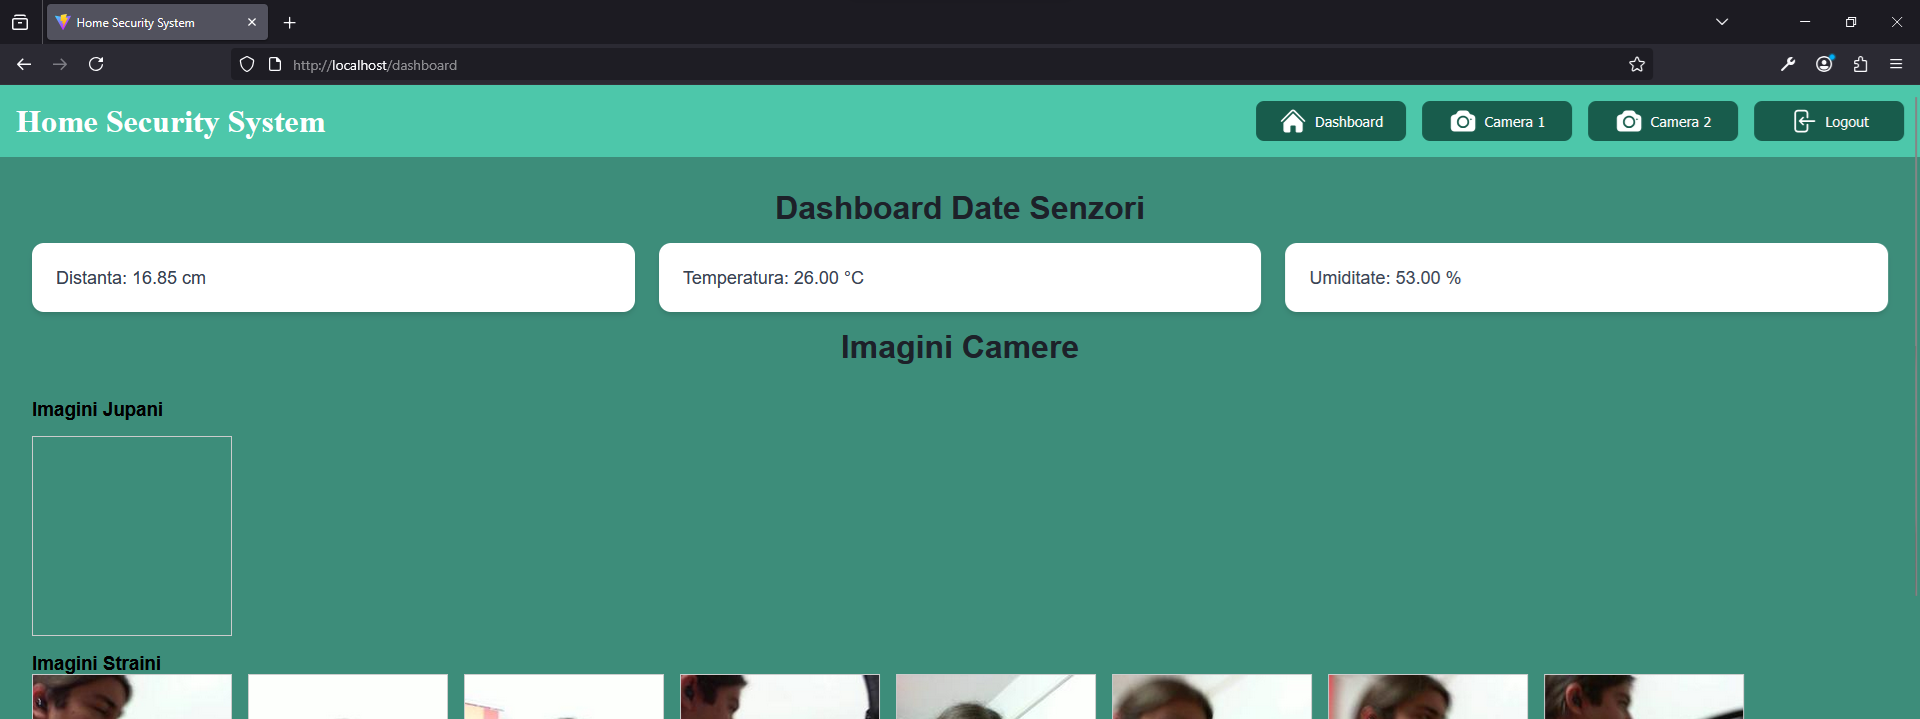 Home Security System
http://localhost/dashboard
Home Security System
Dashboard
Camera 1
Camera 2
Logout
Dashboard Date Senzori
Distanta: 16.85 cm
Temperatura: 26.00 °C
Umiditate: 53.00 %
Imagini Camere
Imagini Jupani
Imagini Straini